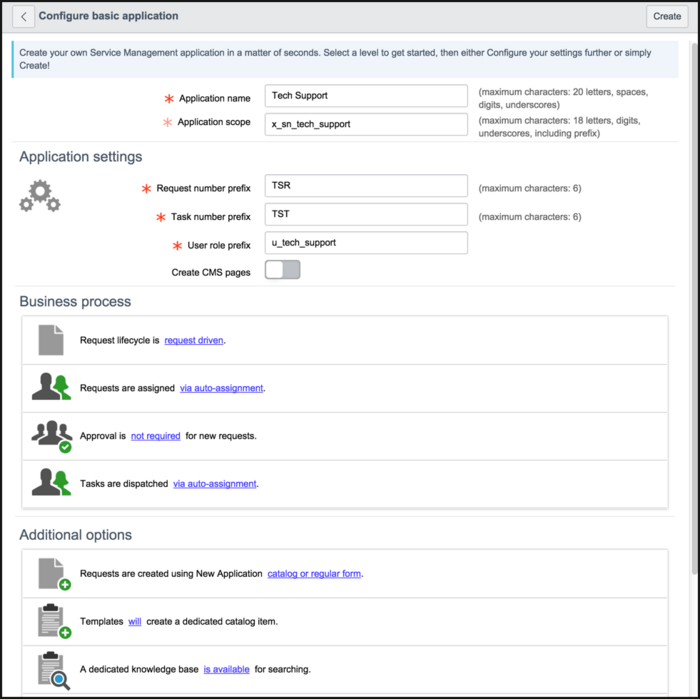 Configure basic application
Create
Create your own Service Management application in a matter of seconds. Select a level to get started, then either Configure your settings further or simply
Create!
Application name
Tech Support
(maximum characters: 20 letters, spaces,
digits, underscores)
Application scope
x_sn_tech_support
(maximum characters: 18 letters, digits,
underscores, including prefix)
Application settings
Request number prefix
TSR
(maximum characters: 6)
Task number prefix
TST
(maximum characters: 6)
User role prefix
u_tech_support
Create CMS pages
Business process
Request lifecycle is request driven.
Requests are assigned via auto-assignment.
Approval is not required for new requests.
Tasks are dispatched via auto-assignment.
Additional options
Requests are created using New Application catalog or regular form.
Templates will create a dedicated catalog item.
A dedicated knowledge base is available for searching.